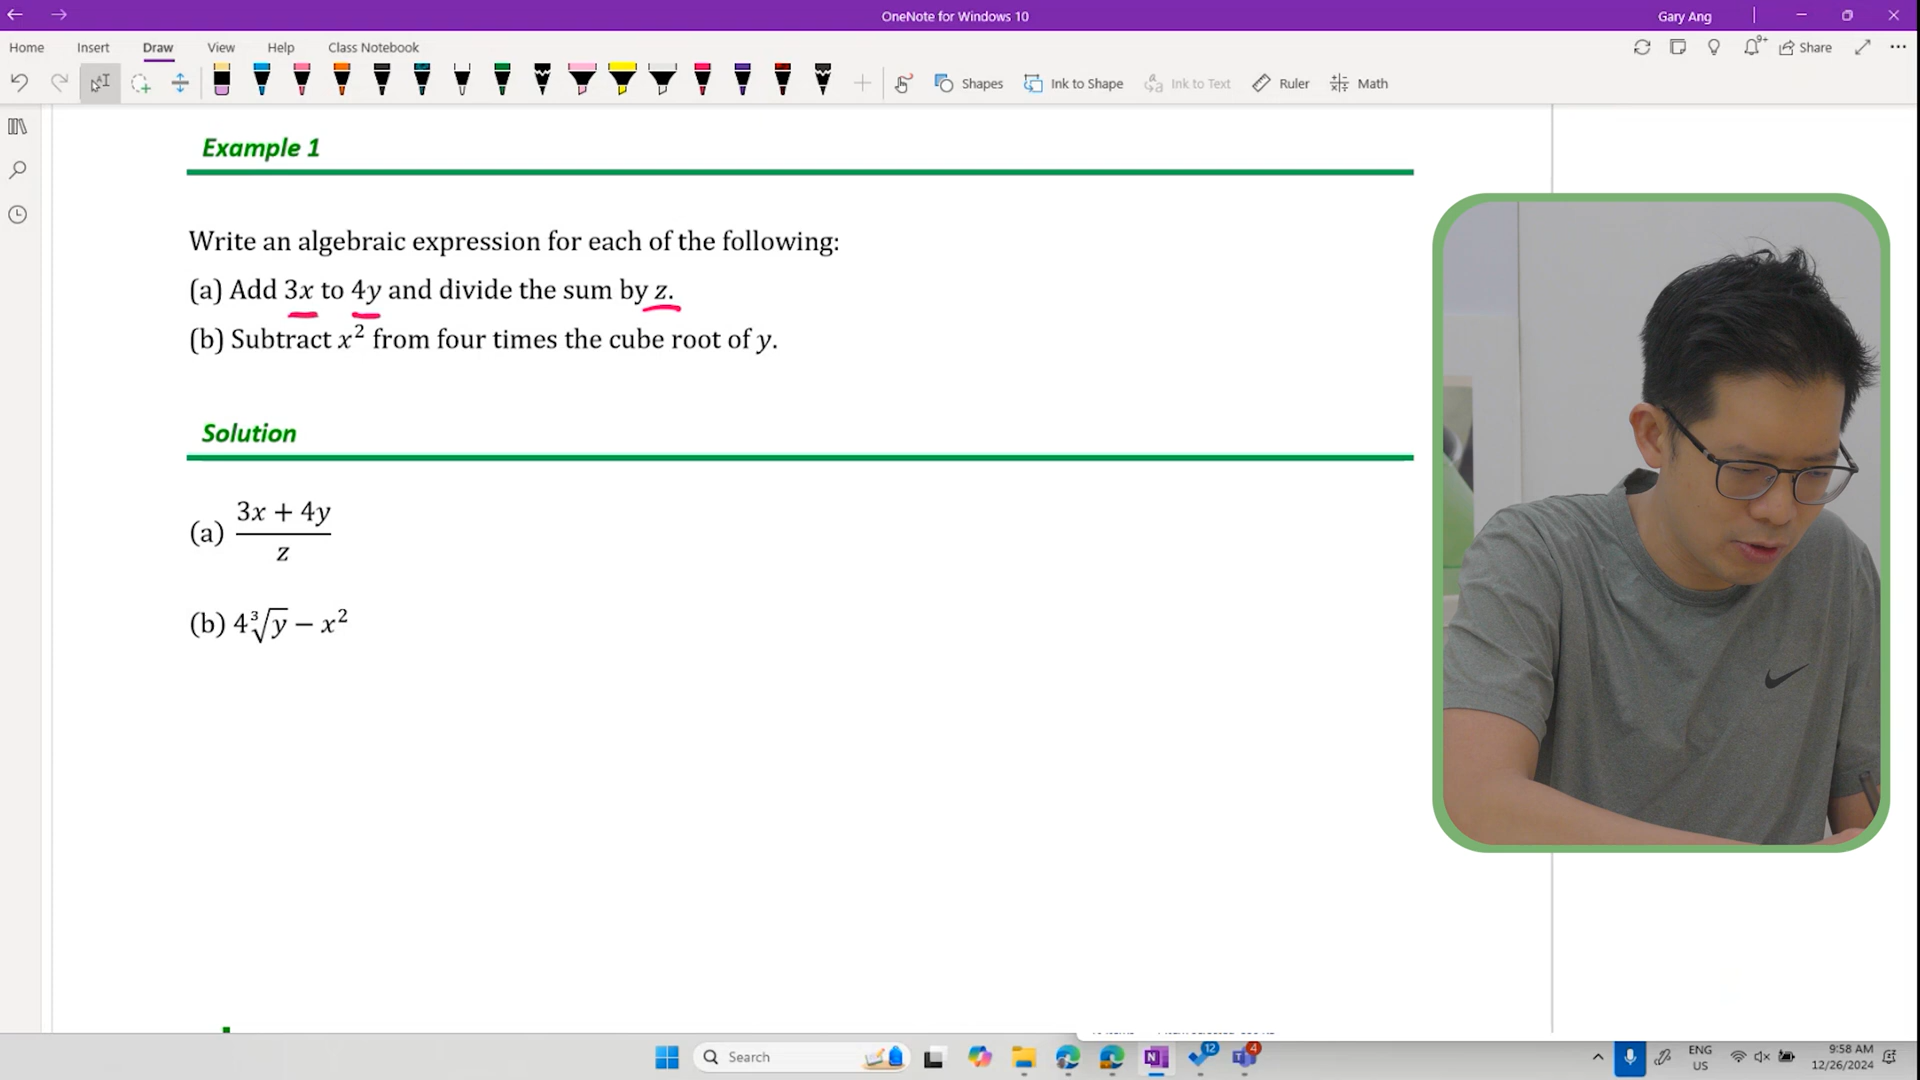 OneNote for Windows 10
Gary Ang
Home Insert Draw View Help Class Notebook
9+ Share
Shapes Ink to Shape Ink to Text Ruler Math
Example 1
Write an algebraic expression for each of the following:
(a) Add 3x to 4y and divide the sum by z.
(b) Subtract x² from four times the cube root of y.
Solution
(a) (3x + 4y)/z
(b) 4∛y − x²
Search
12
4
ENG
US
9:58 AM
12/26/2024